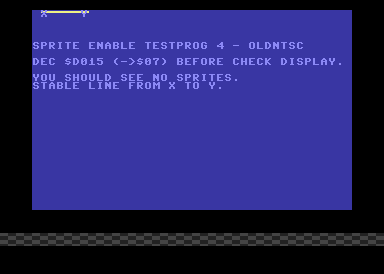 X Y
SPRITE ENABLE TESTPROG 4 - OLDNTSC
DEC $D015 (->$07) BEFORE CHECK DISPLAY.
YOU SHOULD SEE NO SPRITES.
STABLE LINE FROM X TO Y.